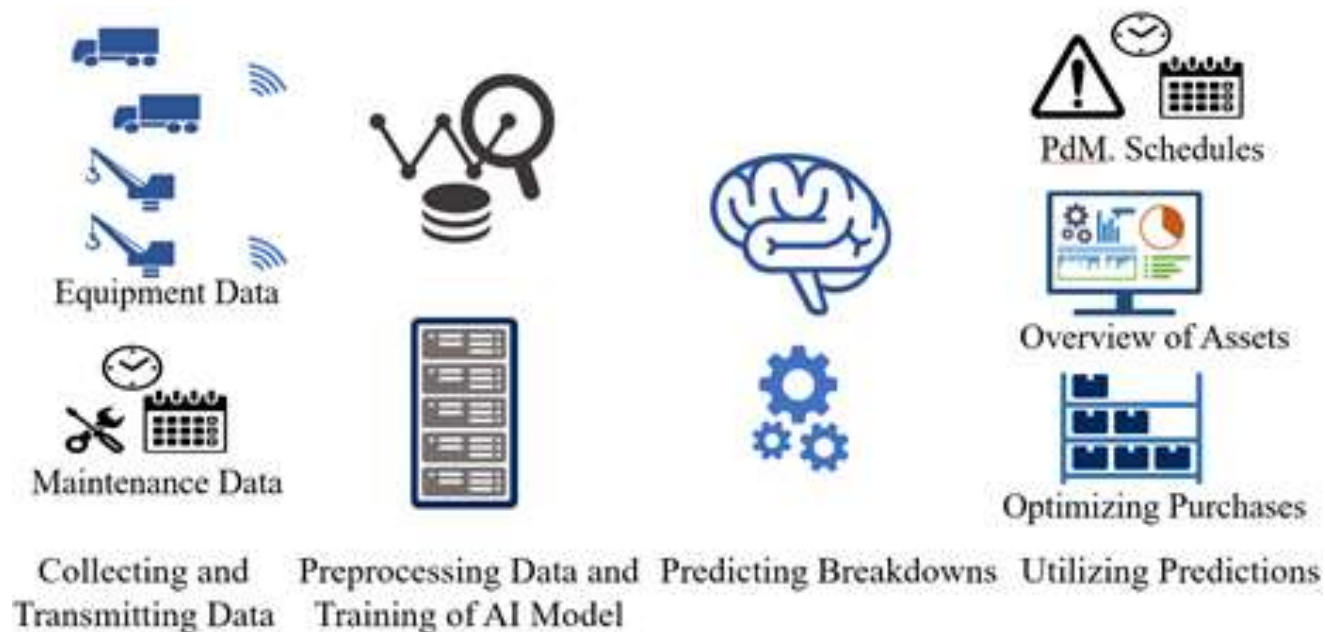 PdM. Schedules
Equipment Data
Overview of Assets
Maintenance Data
Optimizing Purchases
Collecting and
Transmitting Data
Preprocessing Data and
Training of AI Model
Predicting Breakdowns
Utilizing Predictions